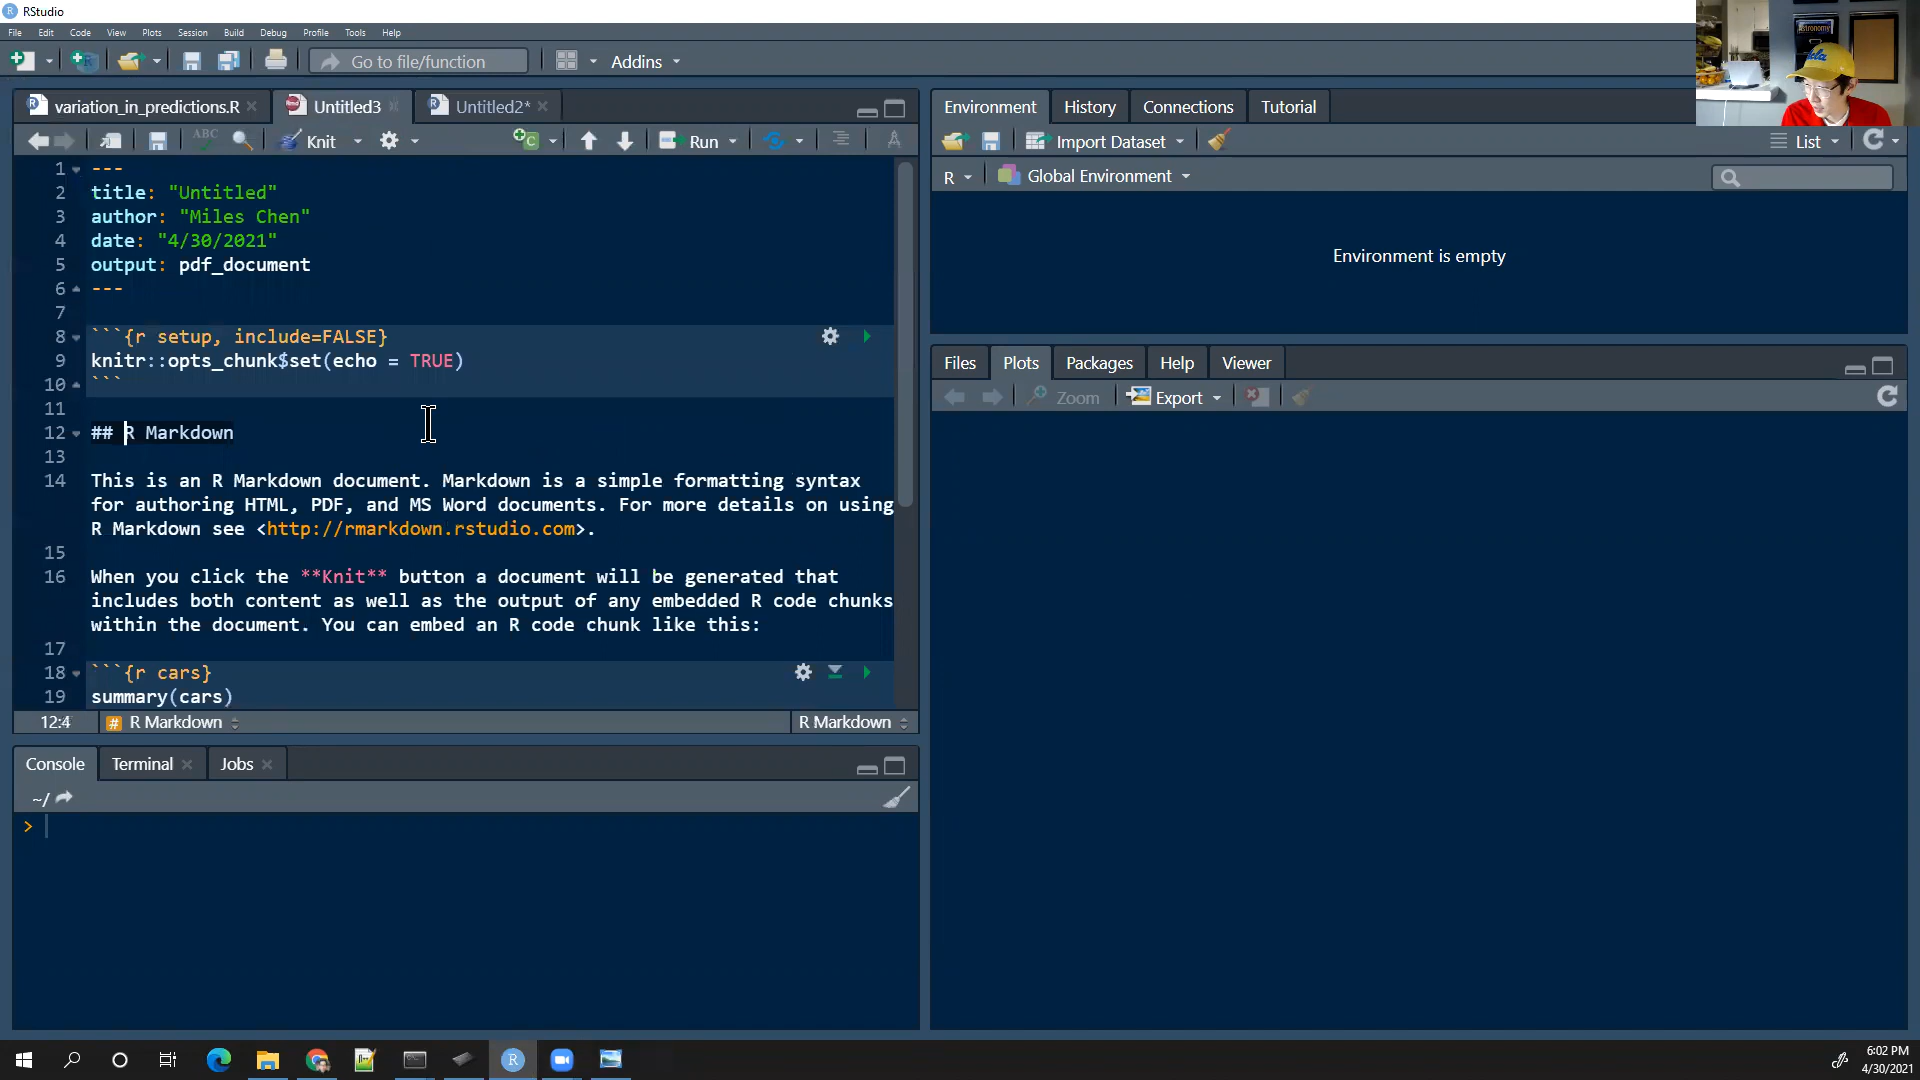 RStudio
File Edit Code View Plots Session Build Debug Profile Tools Help
Go to file/function Addins
variation_in_predictions.R Untitled3 Untitled2*
ABC Knit Run
1 ---
2 title: "Untitled"
3 author: "Miles Chen"
4 date: "4/30/2021"
5 output: pdf_document
6 ---
7
8 ```{r setup, include=FALSE}
9 knitr::opts_chunk$set(echo = TRUE)
10 ```
11
12 ## R Markdown
13
14 This is an R Markdown document. Markdown is a simple formatting syntax
for authoring HTML, PDF, and MS Word documents. For more details on using
R Markdown see <http://rmarkdown.rstudio.com>.
15
16 When you click the **Knit** button a document will be generated that
includes both content as well as the output of any embedded R code chunks
within the document. You can embed an R code chunk like this:
17
18 ```{r cars}
19 summary(cars)
12:4 # R Markdown R Markdown
Console Terminal Jobs
~/
>
Environment History Connections Tutorial
Import Dataset List
R Global Environment
Environment is empty
Files Plots Packages Help Viewer
Zoom Export
6:02 PM
4/30/2021